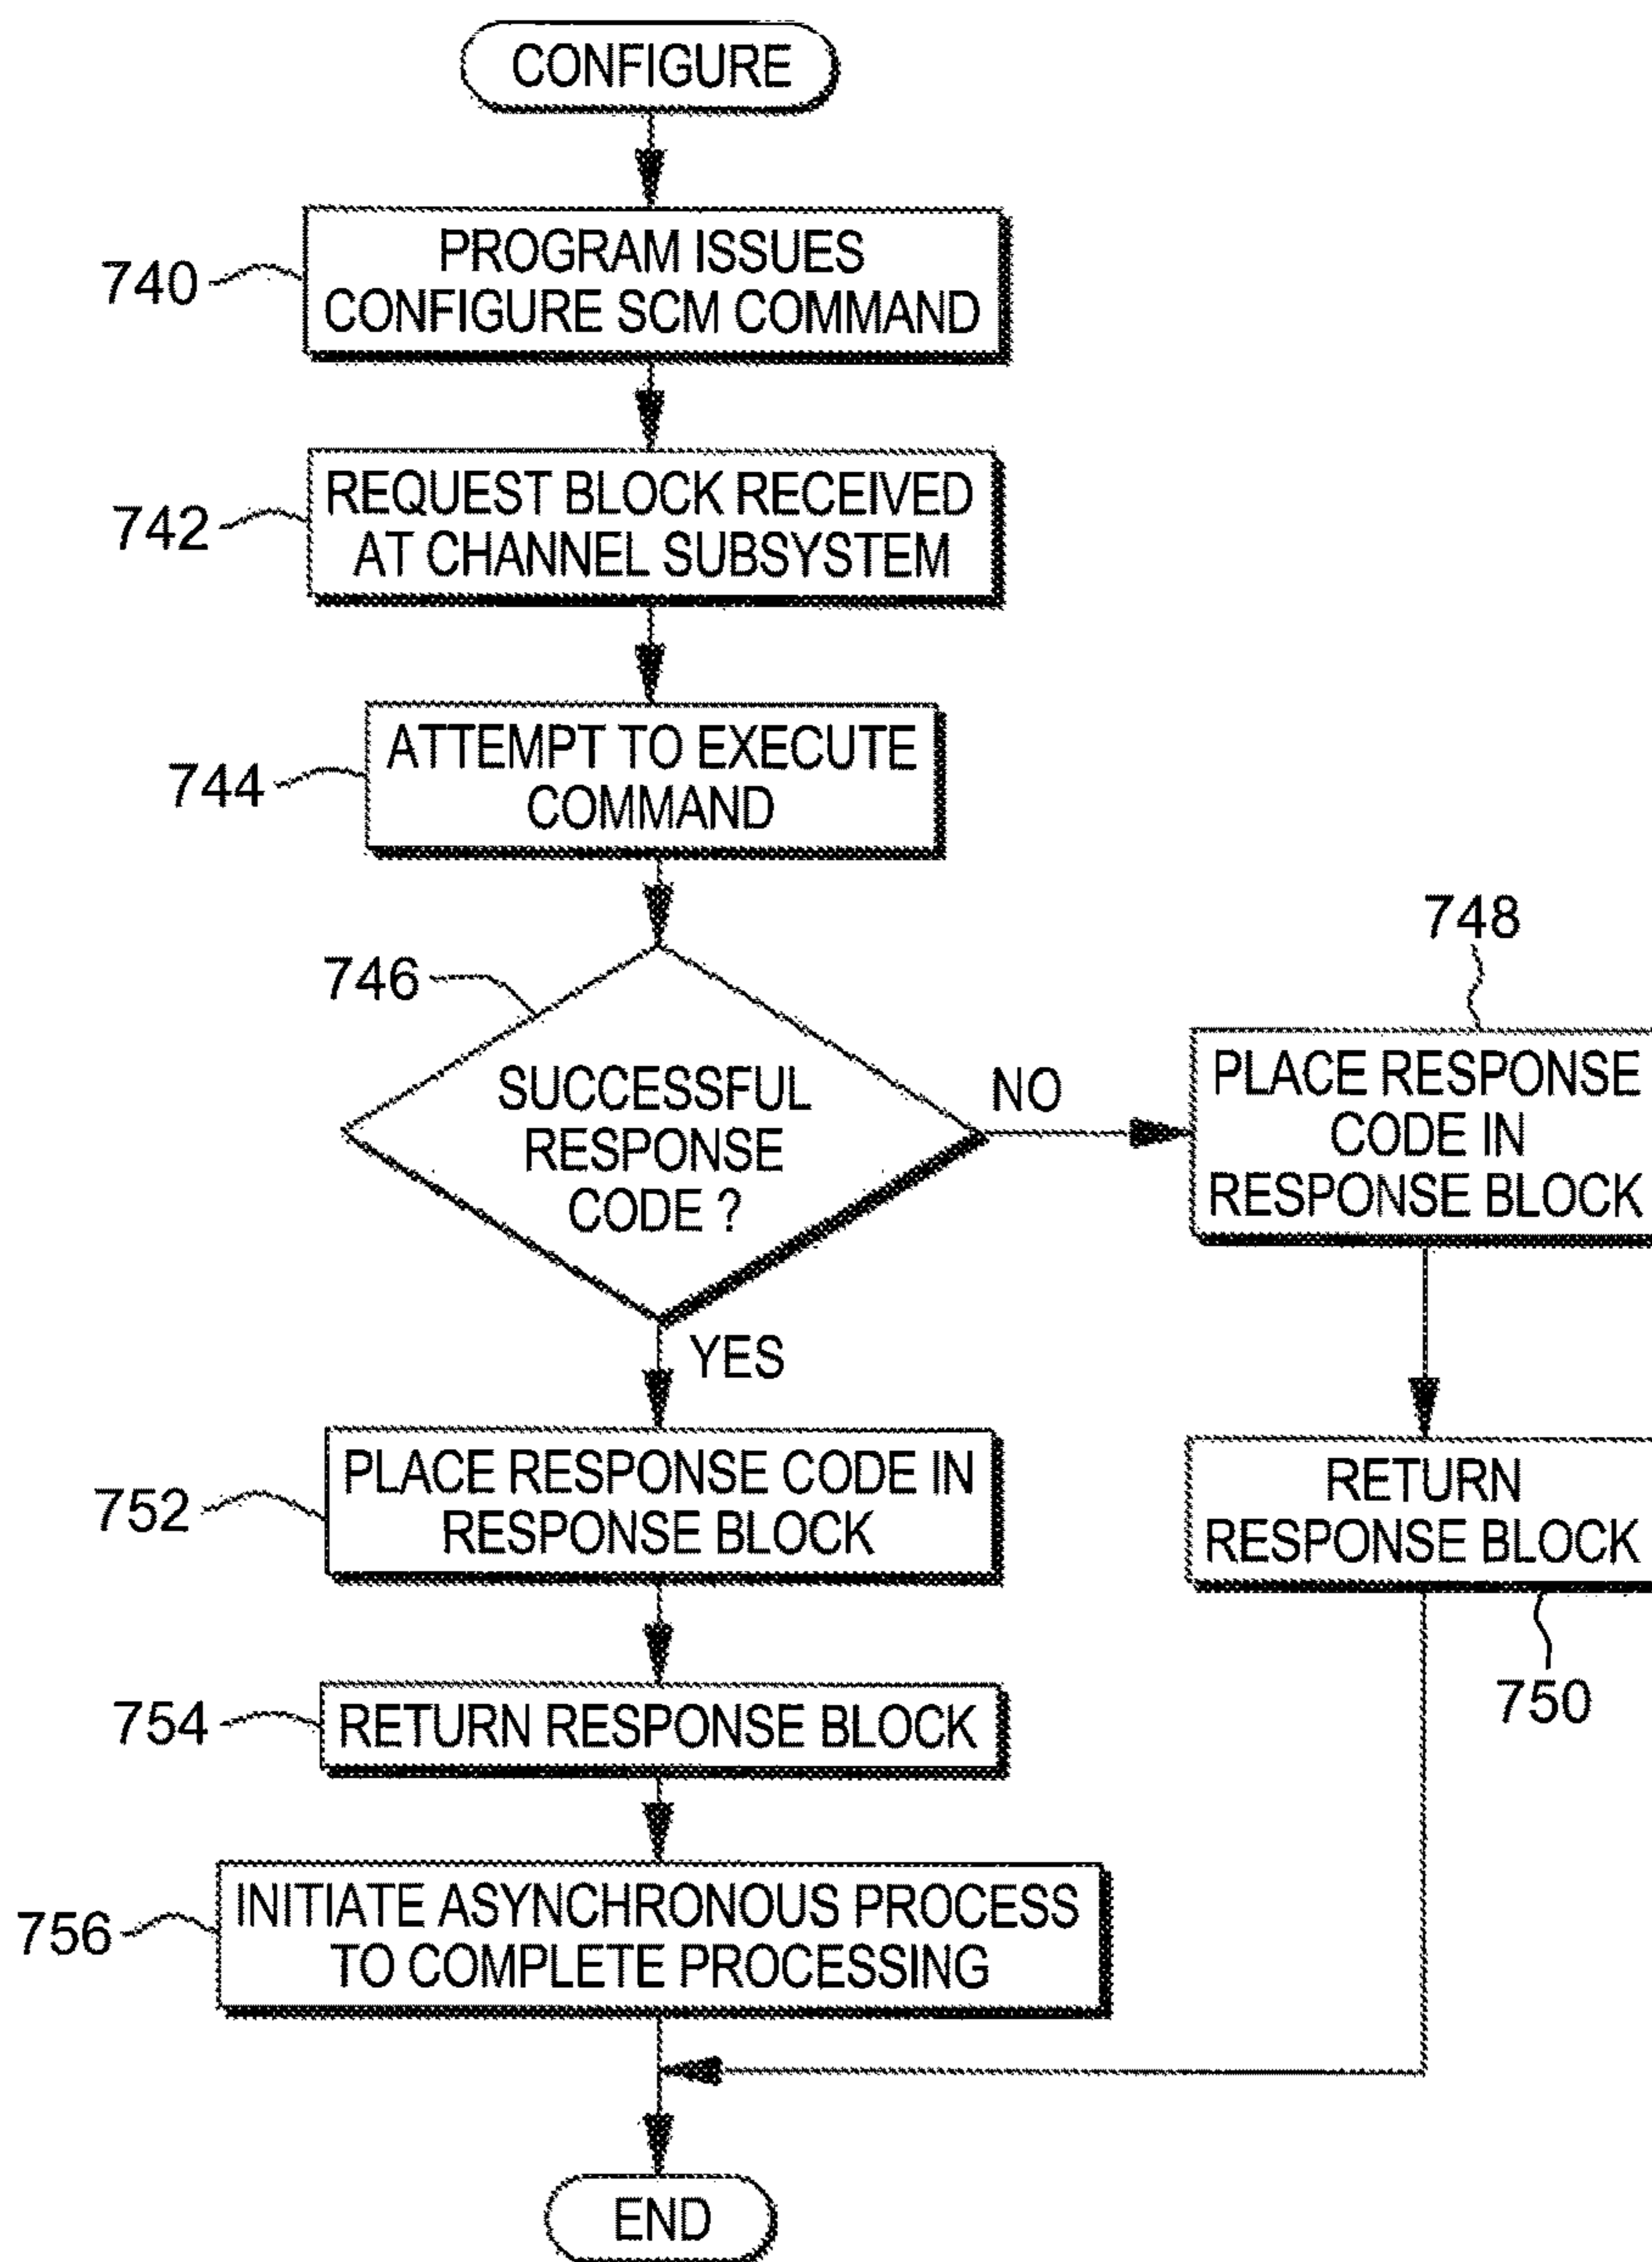 CONFIGURE
740
PROGRAM ISSUES
CONFIGURE SCM COMMAND
742
REQUEST BLOCK RECEIVED
AT CHANNEL SUBSYSTEM
744
ATTEMPT TO EXECUTE
COMMAND
746
SUCCESSFUL
RESPONSE
CODE ?
NO
748
PLACE RESPONSE
CODE IN
RESPONSE BLOCK
RETURN
RESPONSE BLOCK
750
YES
752
PLACE RESPONSE CODE IN
RESPONSE BLOCK
754
RETURN RESPONSE BLOCK
756
INITIATE ASYNCHRONOUS PROCESS
TO COMPLETE PROCESSING
END